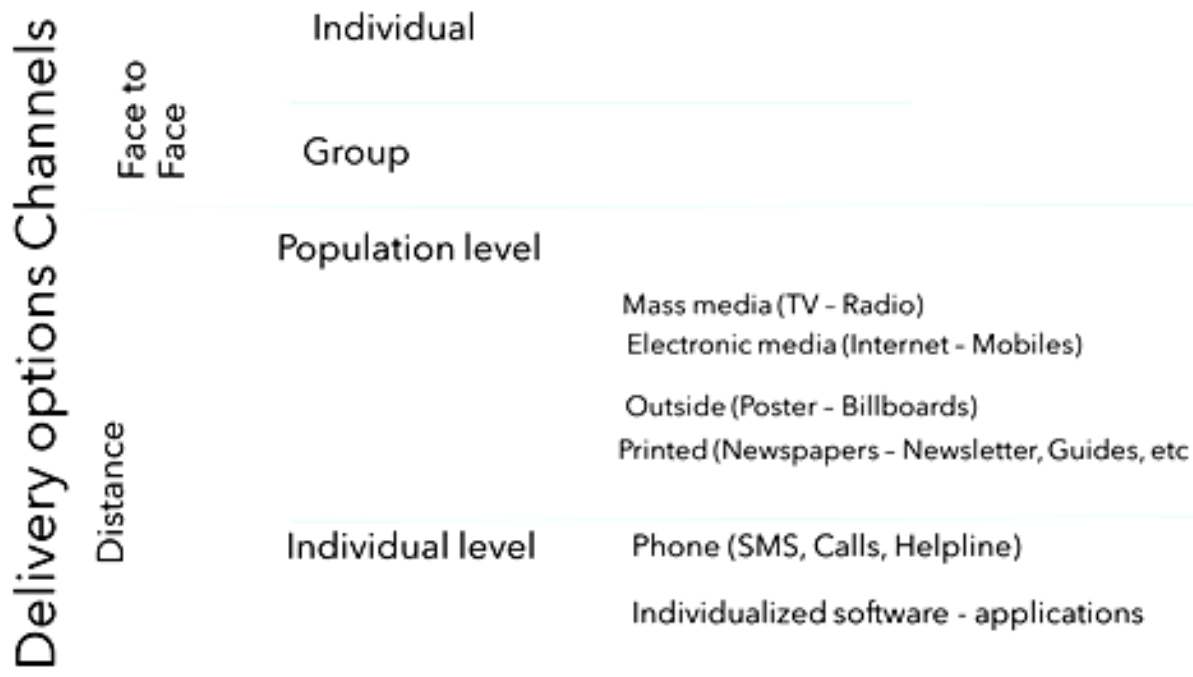 Delivery options Channels
Face to
Face
Individual
Group
Distance
Population level
Mass media (TV – Radio)
Electronic media (Internet – Mobiles)
Outside (Poster – Billboards)
Printed (Newspapers – Newsletter, Guides, etc
Individual level
Phone (SMS, Calls, Helpline)
Individualized software - applications